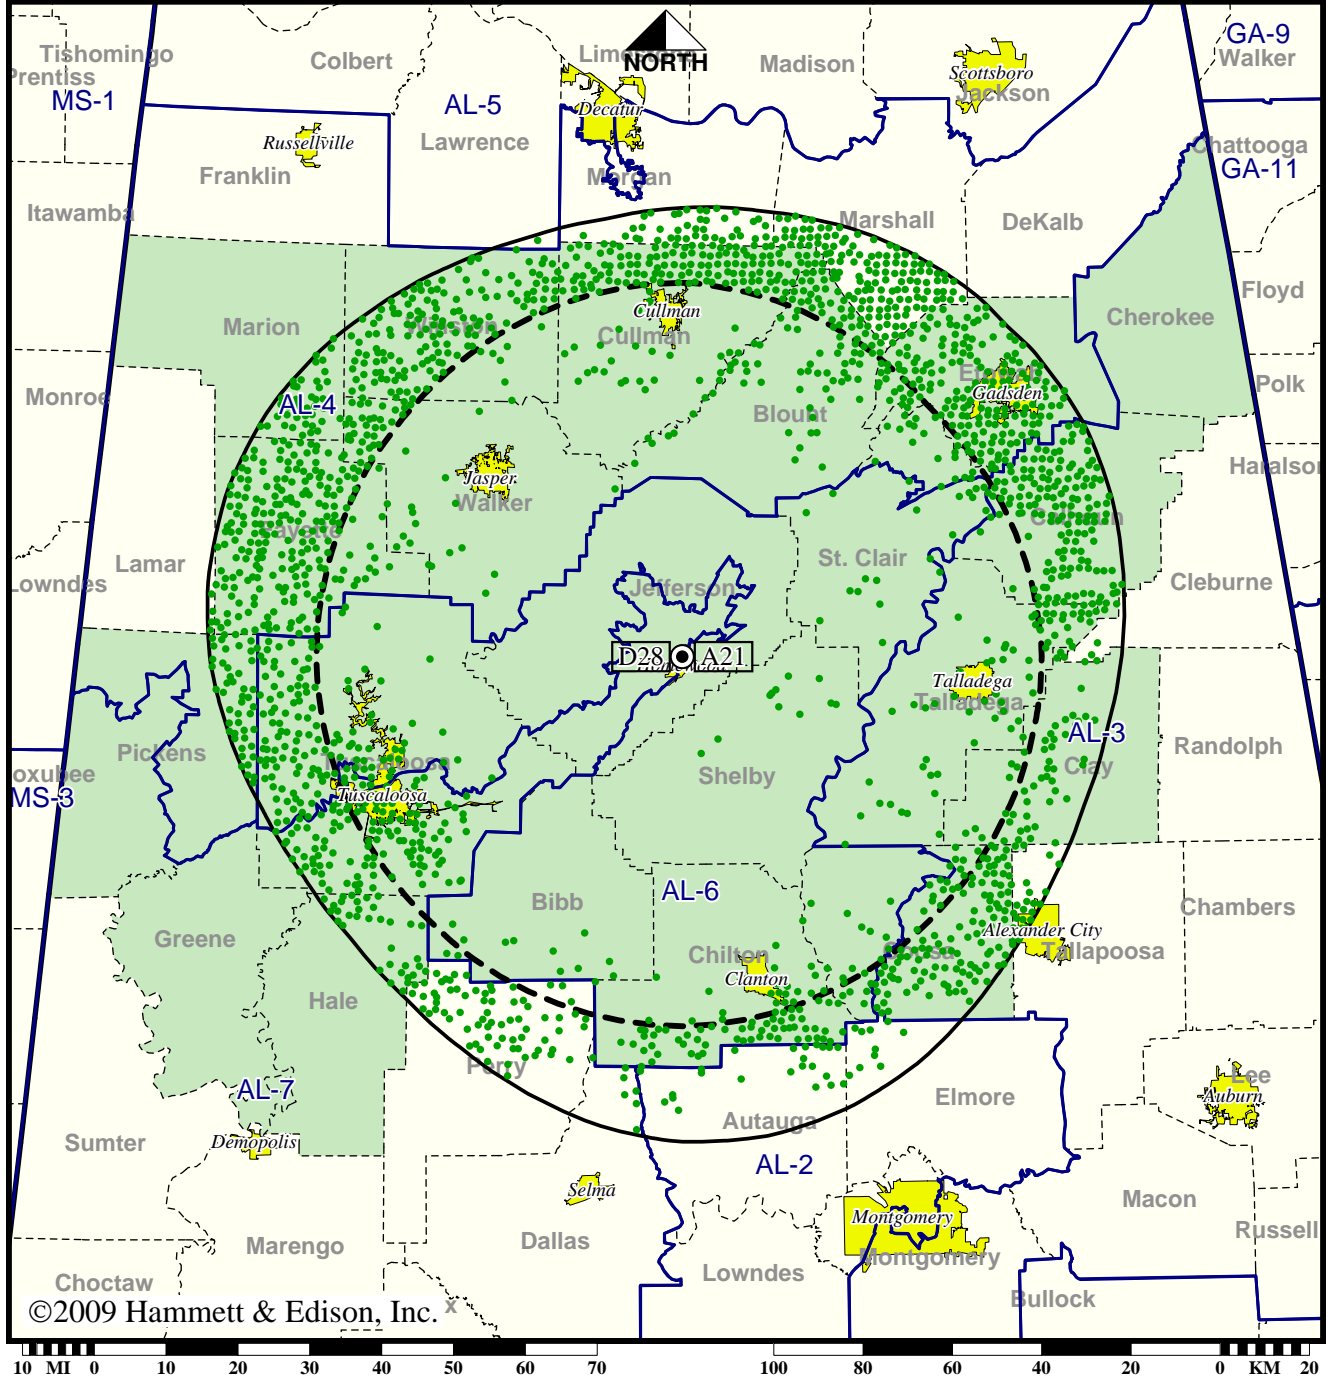 GA-9
Tishomingo
Colbert
Limestone
NORTH
Madison
Walker
Prentiss
MS-1
AL-5
Scottsboro
Jackson
Decatur
Russellville
Lawrence
Chattooga
GA-11
Franklin
Morgan
Itawamba
Marshall
DeKalb
Floyd
Cullman
Cherokee
Marion
Winston
Cullman
Etowah
Gadsden
Polk
Monroe
AL-4
Blount
Haralson
Jasper
Walker
Calhoun
Fayette
St. Clair
Lamar
Lowndes
Jefferson
Cleburne
D28
A21
Talladega
Talladega
AL-3
Pickens
Randolph
Tuscaloosa
oxubee
MS-3
Shelby
Clay
Tuscaloosa
AL-6
Bibb
Chambers
Greene
Alexander City
Chilton
Coosa
Tallapoosa
Clanton
Hale
Perry
Lee
AL-7
Elmore
Auburn
Autauga
Sumter
Demopolis
AL-2
Selma
Macon
Montgomery
Russell
Marengo
Dallas
Montgomery
Lowndes
Choctaw
Bullock
©2009 Hammett & Edison, Inc.
x
10 MI 0 10 20 30 40 50 60 70 100 80 60 40 20 0 KM 20